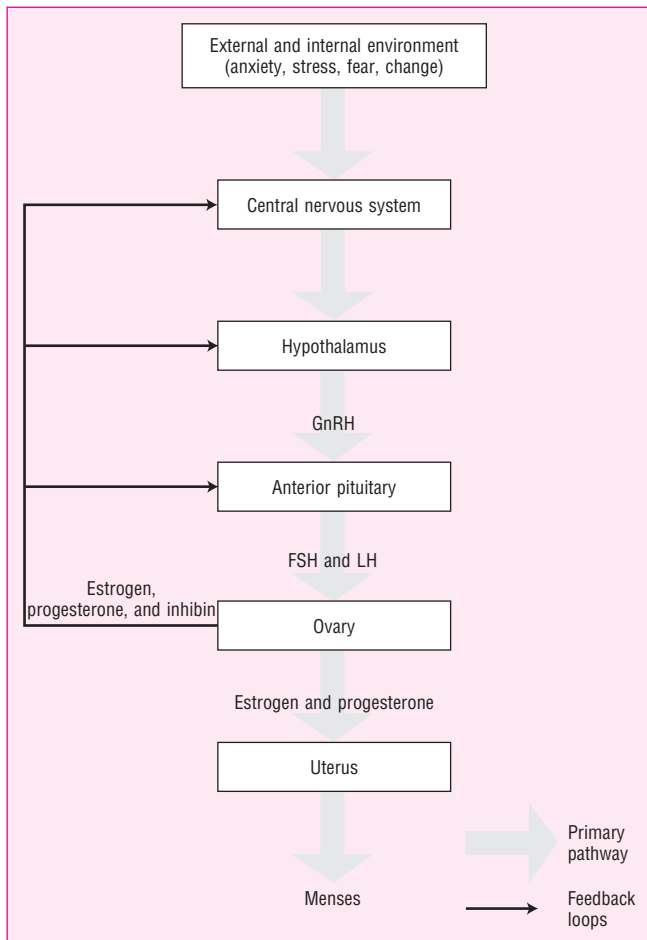 External and internal environment
(anxiety, stress, fear, change)
Central nervous system
Hypothalamus
GnRH
Anterior pituitary
FSH and LH
Estrogen,
progesterone, and inhibin
Ovary
Estrogen and progesterone
Uterus
Menses
Primary
pathway
Feedback
loops